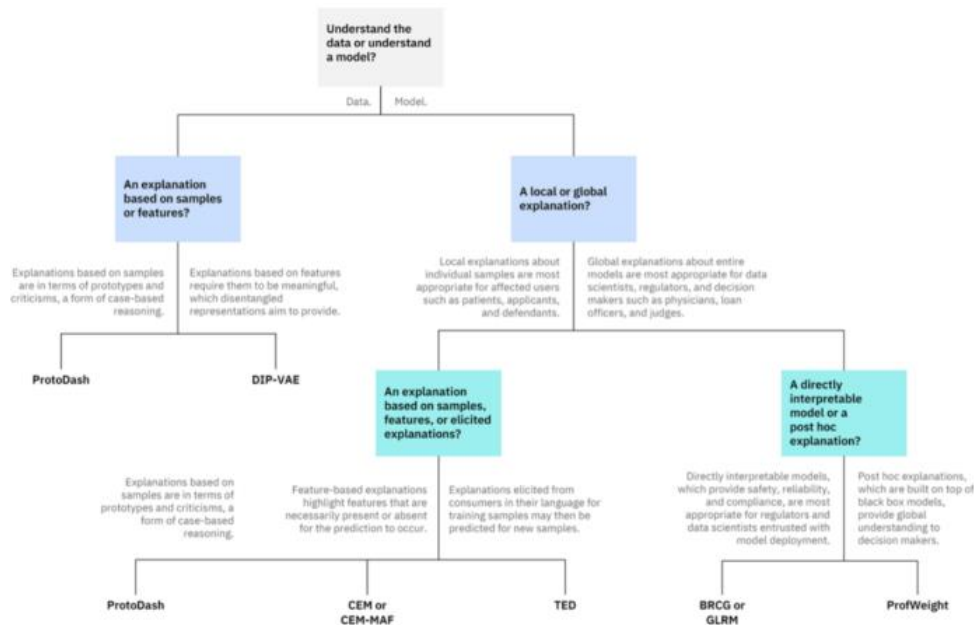 Understand the
data or understand
a model?
Data.
Model.
An explanation
based on samples
or features?
A local or global
explanation?
Explanations based on samples
are in terms of prototypes and
criticisms, a form of case-based
reasoning.
Explanations based on features
require them to be meaningful,
which disentangled
representations aim to provide.
Local explanations about
individual samples are most
appropriate for affected users
such as patients, applicants,
and defendants.
Global explanations about entire
models are most appropriate for data
scientists, regulators, and decision
makers such as physicians, loan
officers, and judges.
ProtoDash
DIP-VAE
An explanation
based on samples,
features, or elicited
explanations?
A directly
interpretable
model or a
post hoc
explanation?
Explanations based on
samples are in terms of
prototypes and criticisms, a
form of case-based
reasoning.
Feature-based explanations
highlight features that are
necessarily present or absent
for the prediction to occur.
Explanations elicited from
consumers in their language for
training samples may then be
predicted for new samples.
Directly interpretable models,
which provide safety, reliability,
and compliance, are most
appropriate for regulators and
data scientists entrusted with
model deployment.
Post hoc explanations,
which are built on top of
black box models,
provide global
understanding to
decision makers.
ProtoDash
CEM or
CEM-MAF
TED
BRCG or
GLRM
ProfWeight